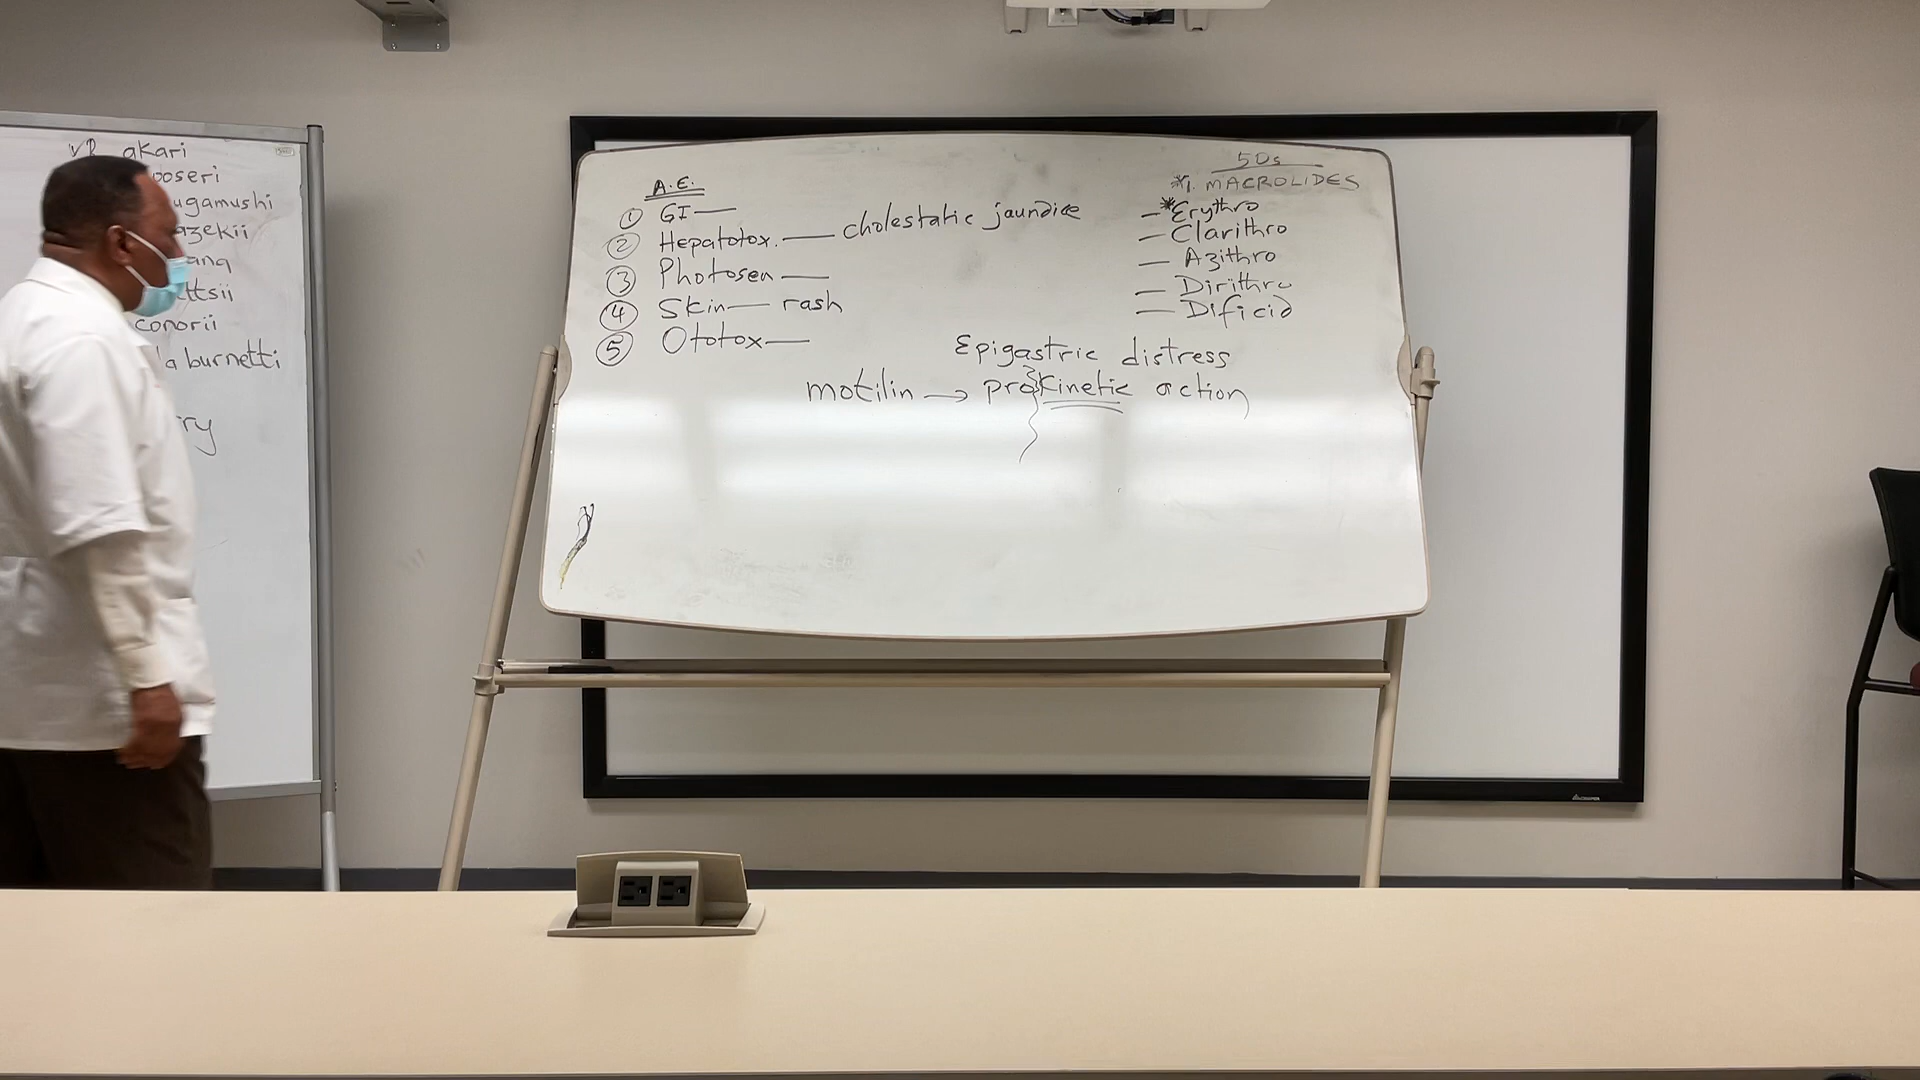 R. akari
ooseri
ugamushi
azekii
ang
ttsii
conorii
a burnetti
ry
A.E.
① GI —
② Hepatotox. — cholestatic jaundice
③ Photosen —
④ Skin — rash
⑤ Ototox —
50s
*1. MACROLIDES
— *Erythro
— Clarithro
— Azithro
— Dirithro
— Dificid
Epigastric distress
motilin → prokinetic action